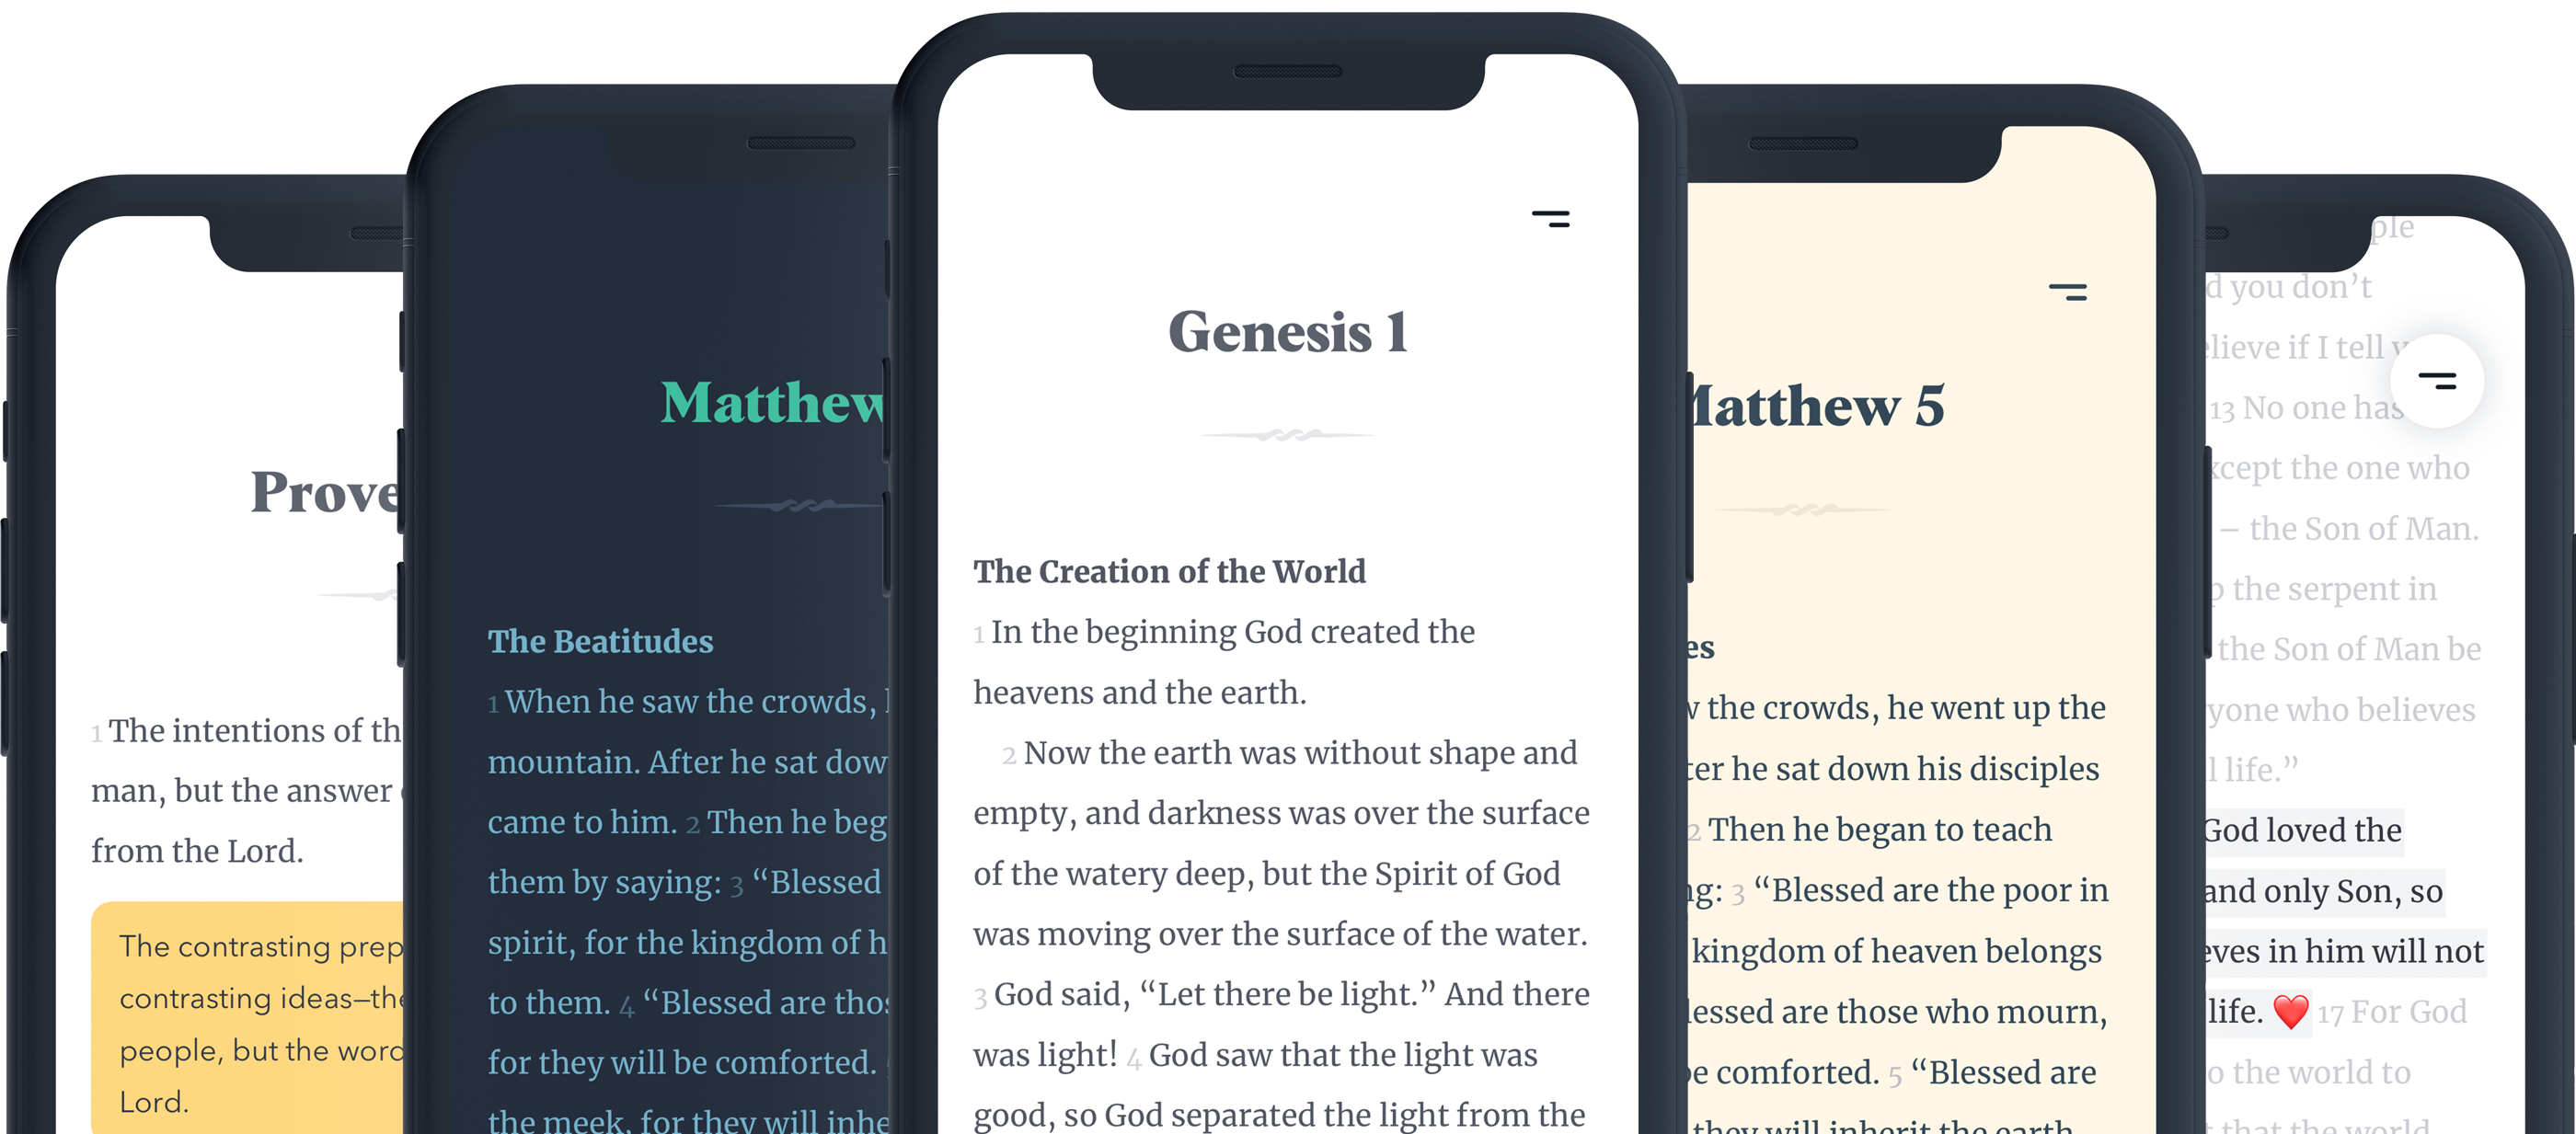 Prove
1 The intentions of th
man, but the answer
from the Lord.
The contrasting prep
contrasting ideas—the
people, but the word
Lord.
Matthew
The Beatitudes
1 When he saw the crowds,
mountain. After he sat dow
came to him. 2 Then he beg
them by saying: 3 “Blessed
spirit, for the kingdom of h
to them. 4 “Blessed are thos
for they will be comforted.
the meek, for they will inhe
Genesis 1
The Creation of the World
1 In the beginning God created the
heavens and the earth.
2 Now the earth was without shape and
empty, and darkness was over the surface
of the watery deep, but the Spirit of God
was moving over the surface of the water.
3 God said, “Let there be light.” And there
was light! 4 God saw that the light was
good, so God separated the light from the
Matthew 5
es
the crowds, he went up the
ter he sat down his disciples
2 Then he began to teach
ng: 3 “Blessed are the poor in
kingdom of heaven belongs
lessed are those who mourn,
be comforted. 5 “Blessed are
they will inherit the earth
ple
d you don’t
elieve if I tell
13 No one has
xcept the one who
– the Son of Man.
p the serpent in
the Son of Man be
yone who believes
l life.”
God loved the
and only Son, so
eves in him will not
life. ❤️ 17 For God
o the world to
that the world